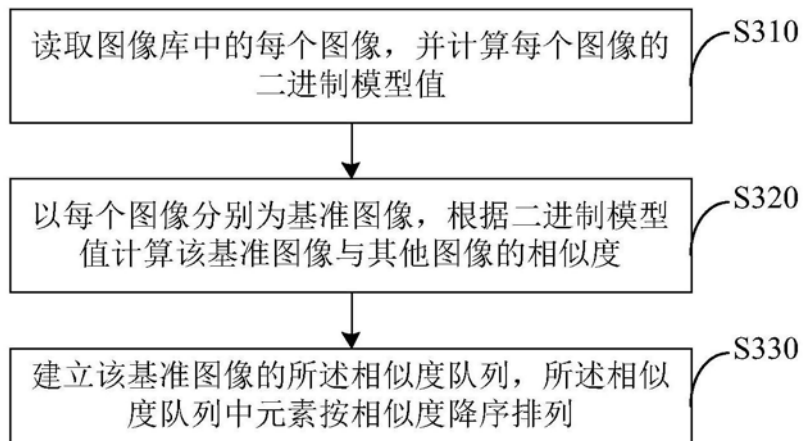 读取图像库中的每个图像，并计算每个图像的
二进制模型值
S310
以每个图像分别为基准图像，根据二进制模型
值计算该基准图像与其他图像的相似度
S320
建立该基准图像的所述相似度队列，所述相似
度队列中元素按相似度降序排列
S330